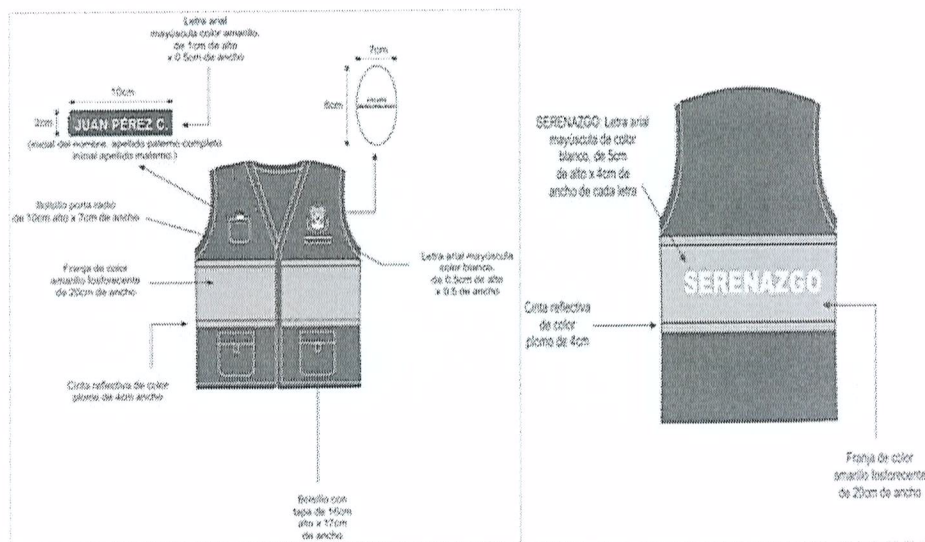 Letra arial
mayúscula color amarillo,
de 1cm de alto
x 0.5cm de ancho
7cm
10cm
2cm
JUAN PÉREZ C.
(inicial del nombre, apellido paterno completo
inicial apellido materno.)
Bolsillo porta radio
de 10cm alto x 7cm de ancho
Franja de color
amarillo fosforecente
de 20cm de ancho
Letra arial mayúscula
color blanco,
de 0.5cm de alto
x 0.5 de ancho
Cinta reflectiva de color
plomo de 4cm ancho
Bolsillo con
tapa de 16cm
alto x 17cm
de ancho
SERENAZGO: Letra arial
mayúscula de color
blanco, de 5cm
de alto x 4cm de
ancho de cada letra
SERENAZGO
Cinta reflectiva
de color
plomo de 4cm
Franja de color
amarillo fosforecente
de 20cm de ancho